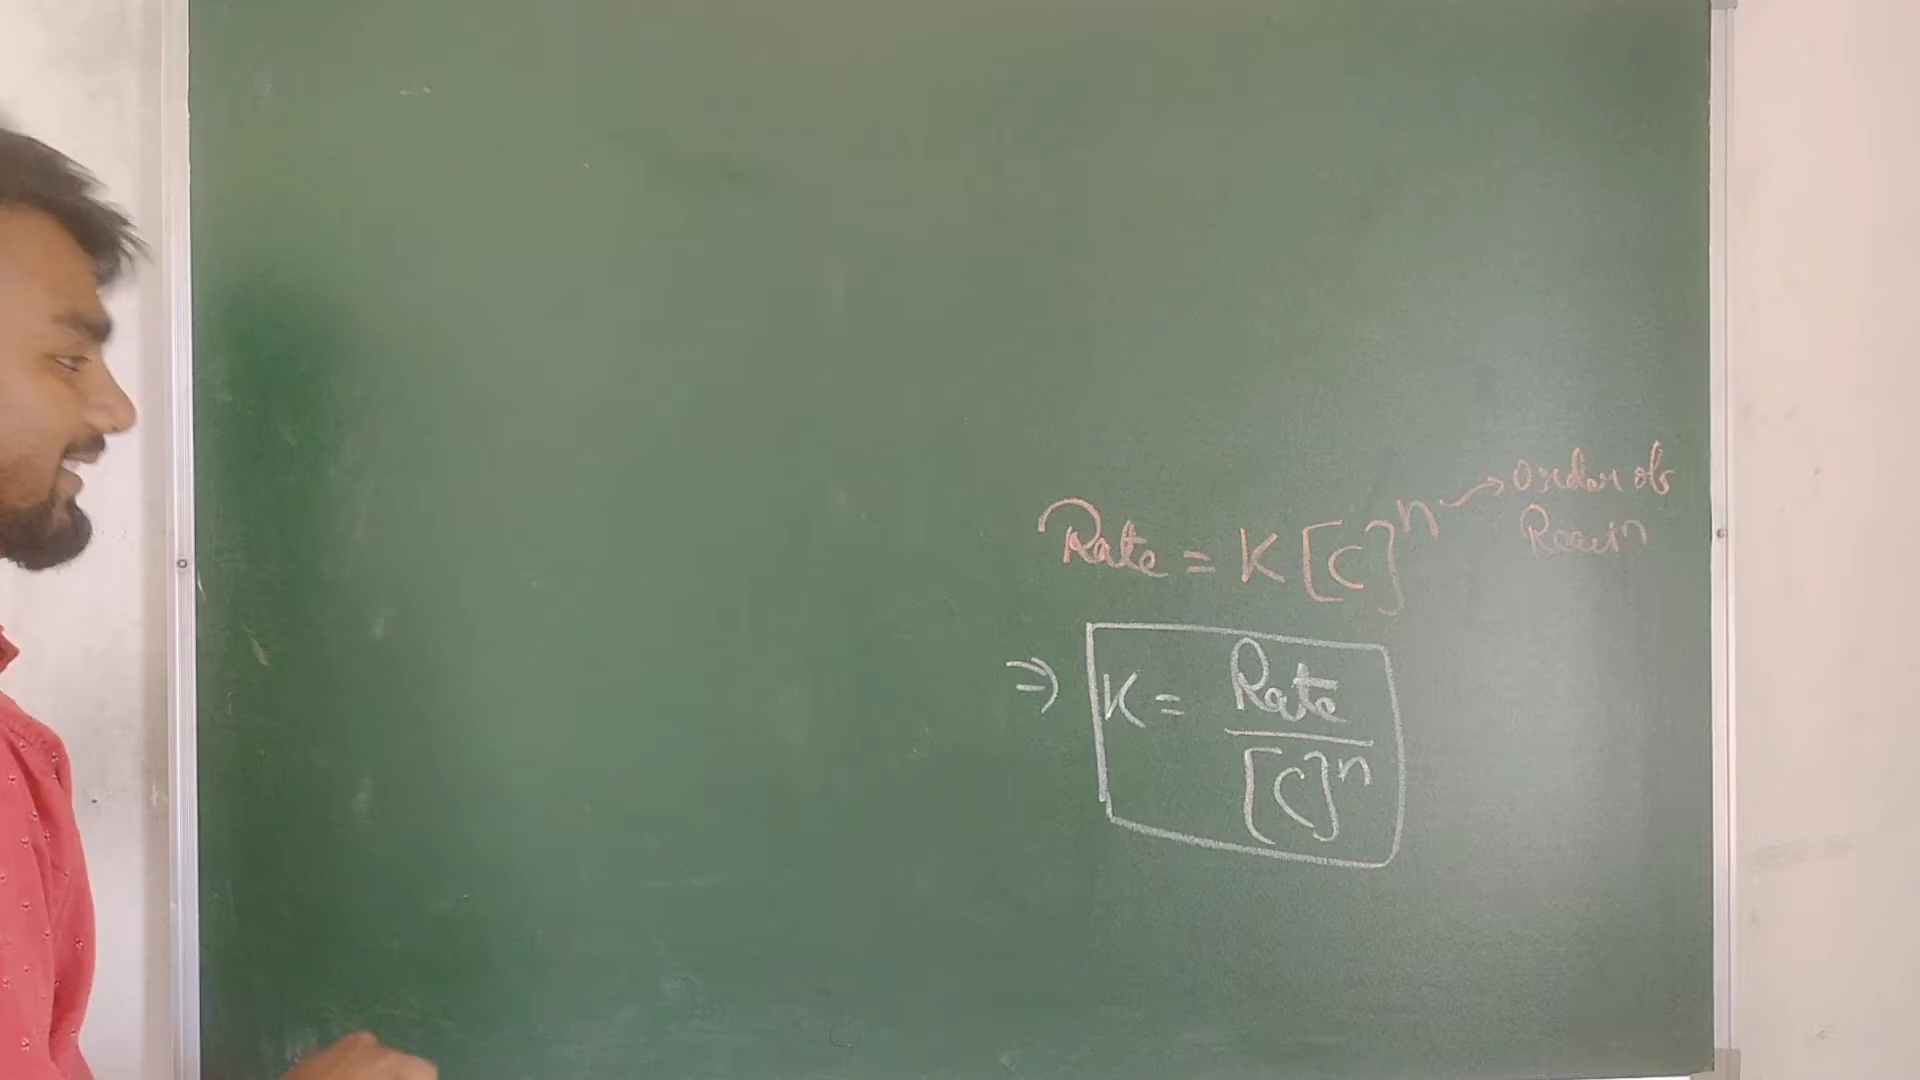 Rate = K[C]^n → Order of
Reac^n
⇒ K = Rate / [C]^n